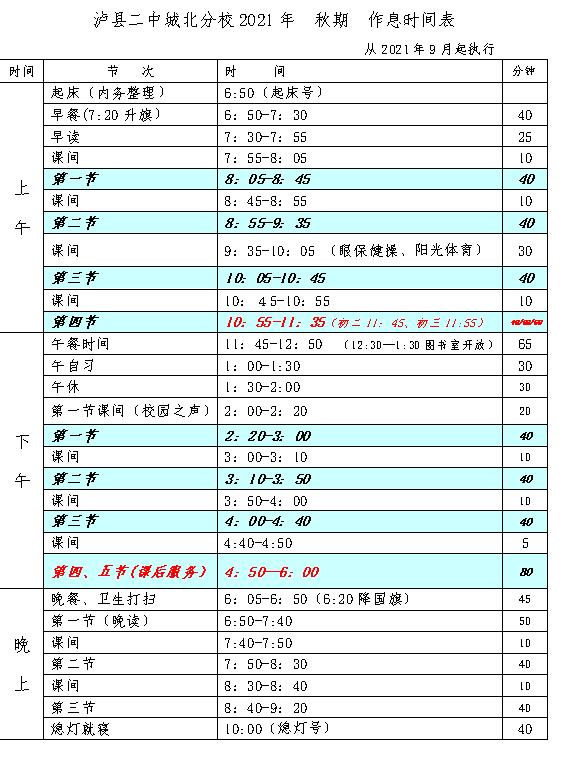 泸县二中城北分校2021年 秋期 作息时间表
从2021年9月起执行
时间 节 次 时 间 分钟
上午
起床（内务整理） 6:50（起床号）
早餐(7:20升旗） 6：50-7：30 40
早读 7：30-7：55 25
课间 7：55-8：05 10
第一节 8：05-8：45 40
课间 8：45-8：55 10
第二节 8：55-9：35 40
课间 9：35-10：05 （眼保健操、阳光体育） 30
第三节 10：05-10：45 40
课间 10：45-10：55 10
第四节 10：55-11：35（初二11：45、初三11:55）
下午
午餐时间 11：45-12：50 （12:30—1:30图书室开放） 65
午自习 1：00-1:30 30
午休 1：30-2:00 30
第一节课间（校园之声） 2：00-2：20 20
第一节 2：20-3：00 40
课间 3：00-3：10 10
第二节 3；10-3：50 40
课间 3：50-4：00 10
第三节 4：00-4：40 40
课间 4:40-4:50 5
第四、五节(课后服务） 4：50—6：00 80
晚上
晚餐、卫生打扫 6：05-6：50（6:20降国旗） 45
第一节（晚读） 6:50-7:40 50
课间 7:40-7:50 10
第二节 7：50-8：30 40
课间 8：30-8：40 10
第三节 8：40-9：20 40
熄灯就寝 10:00（熄灯号） 40